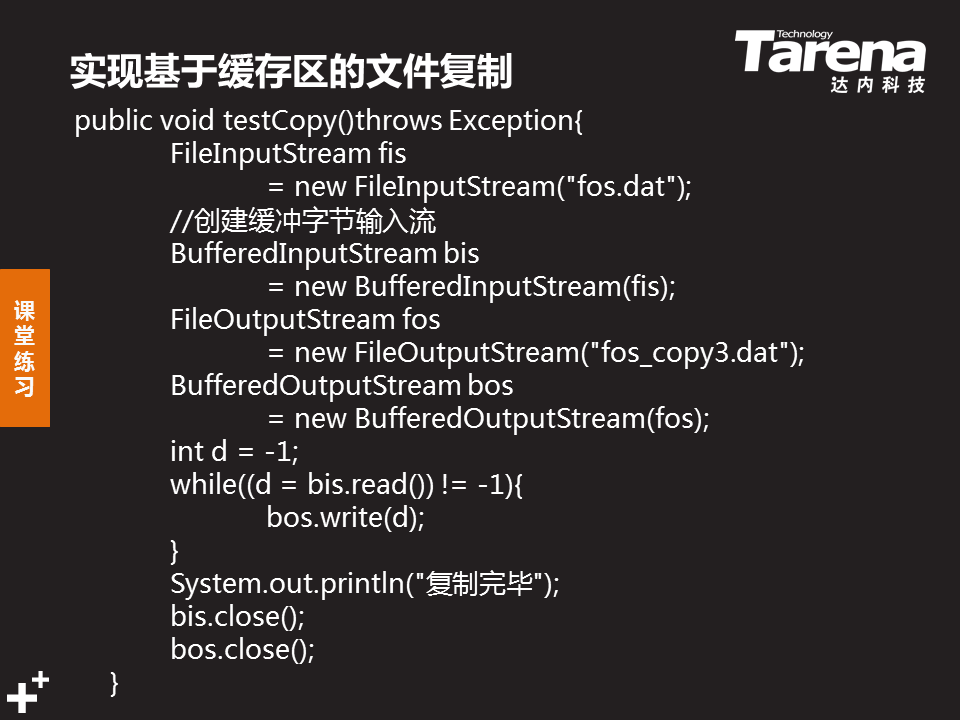 实现基于缓存区的文件复制
Technology
Tarena
达内科技
public void testCopy()throws Exception{
FileInputStream fis
= new FileInputStream("fos.dat");
//创建缓冲字节输入流
BufferedInputStream bis
= new BufferedInputStream(fis);
FileOutputStream fos
= new FileOutputStream("fos_copy3.dat");
BufferedOutputStream bos
= new BufferedOutputStream(fos);
int d = -1;
while((d = bis.read()) != -1){
bos.write(d);
}
System.out.println("复制完毕");
bis.close();
bos.close();
}
课
堂
练
习